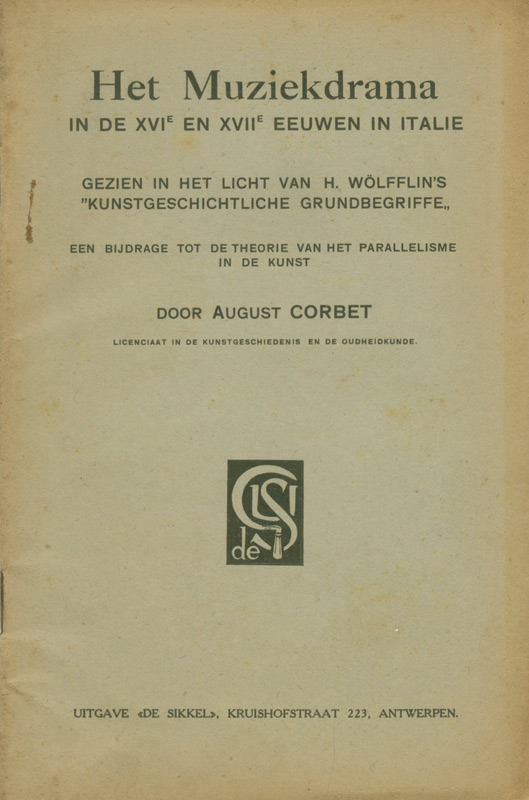 Het Muziekdrama
IN DE XVIE EN XVIIE EEUWEN IN ITALIE
GEZIEN IN HET LICHT VAN H. WÖLFFLIN'S
"KUNSTGESCHICHTLICHE GRUNDBEGRIFFE„
EEN BIJDRAGE TOT DE THEORIE VAN HET PARALLELISME
IN DE KUNST
DOOR AUGUST CORBET
LICENCIAAT IN DE KUNSTGESCHIEDENIS EN DE OUDHEIDKUNDE.
de
UITGAVE «DE SIKKEL», KRUISHOFSTRAAT 223, ANTWERPEN.